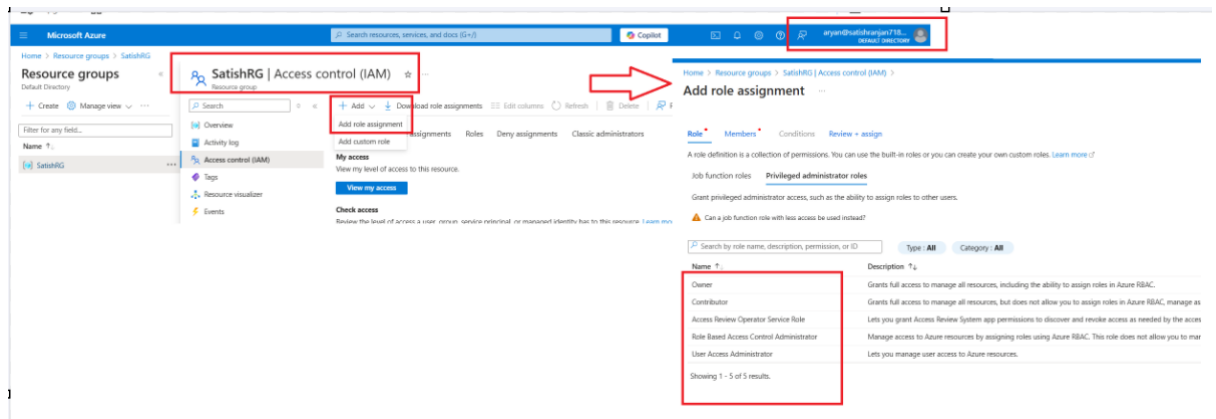 Microsoft Azure
Search resources, services, and docs (G+/)
Copilot
aryan@satishranjan718...
DEFAULT DIRECTORY
Home > Resource groups > SatishRG
Resource groups
Default Directory
+ Create Manage view ...
Filter for any field...
Name ↑
SatishRG ...
SatishRG | Access control (IAM) ...
Resource group
Search
Overview
Activity log
Access control (IAM)
Tags
Resource visualizer
Events
+ Add Download role assignments Edit columns Refresh Delete
Add role assignment
Add custom role
assignments Roles Deny assignments Classic administrators
My access
View my level of access to this resource.
View my access
Check access
Review the level of access a user, group, service principal, or managed identity has to this resource. Learn mo
Home > Resource groups > SatishRG | Access control (IAM) >
Add role assignment ...
Role Members Conditions Review + assign
A role definition is a collection of permissions. You can use the built-in roles or you can create your own custom roles. Learn more
Job function roles Privileged administrator roles
Grant privileged administrator access, such as the ability to assign roles to other users.
Can a job function role with less access be used instead?
Search by role name, description, permission, or ID Type : All Category : All
Name ↑ Description ↑↓
Owner Grants full access to manage all resources, including the ability to assign roles in Azure RBAC.
Contributor Grants full access to manage all resources, but does not allow you to assign roles in Azure RBAC, manage as
Access Review Operator Service Role Lets you grant Access Review System app permissions to discover and revoke access as needed by the acces
Role Based Access Control Administrator Manage access to Azure resources by assigning roles using Azure RBAC. This role does not allow you to mar
User Access Administrator Lets you manage user access to Azure resources.
Showing 1 - 5 of 5 results.